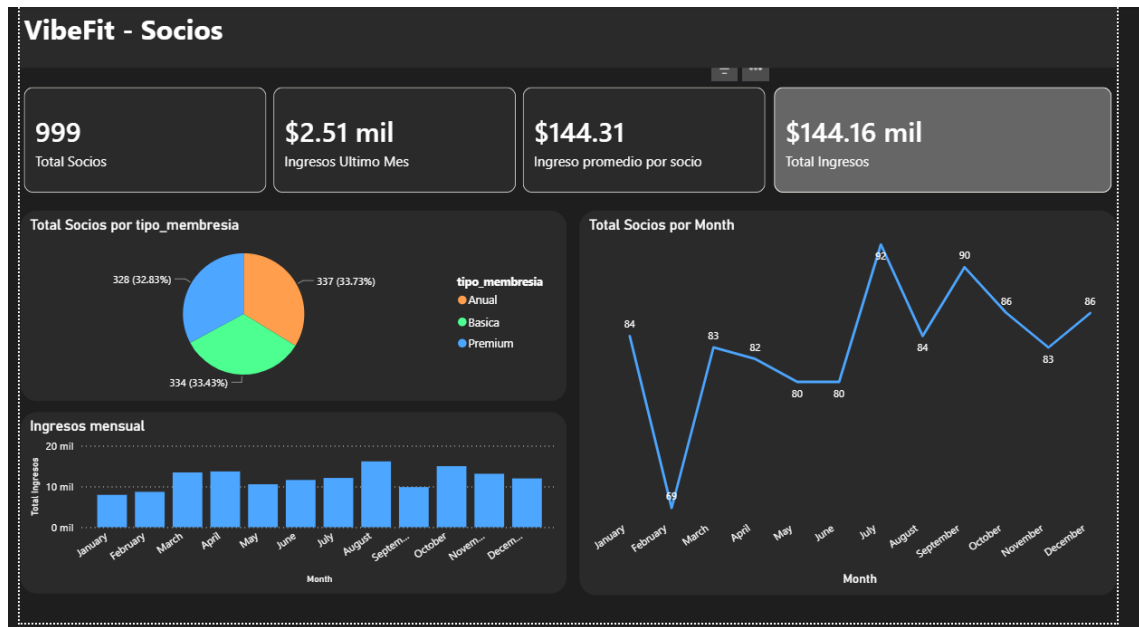 VibeFit - Socios
999
Total Socios
$2.51 mil
Ingresos Ultimo Mes
$144.31
Ingreso promedio por socio
$144.16 mil
Total Ingresos
Total Socios por tipo_membresia
328 (32.83%)
337 (33.73%)
334 (33.43%)
tipo_membresia
Anual
Basica
Premium
Ingresos mensual
Total Ingresos
20 mil
10 mil
0 mil
January
February
March
April
May
June
July
August
Septem...
October
Novem...
Decem...
Month
Total Socios por Month
84
69
83
82
80
80
92
84
90
86
83
86
January
February
March
April
May
June
July
August
September
October
November
December
Month